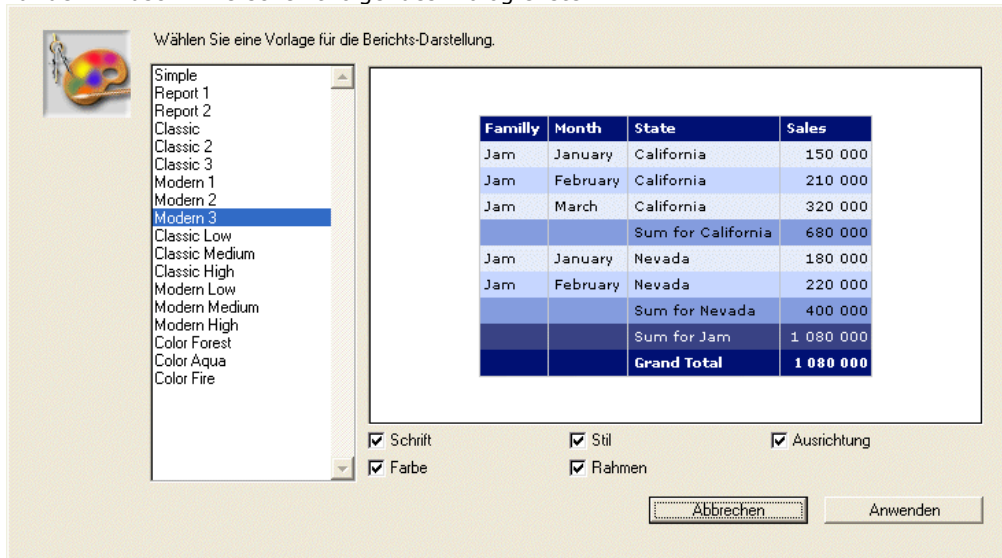 Wählen Sie eine Vorlage für die Berichts-Darstellung.
Simple
Report 1
Report 2
Classic
Classic 2
Classic 3
Modern 1
Modern 2
Modern 3
Classic Low
Classic Medium
Classic High
Modern Low
Modern Medium
Modern High
Color Forest
Color Aqua
Color Fire
Familly Month State Sales
Jam January California 150 000
Jam February California 210 000
Jam March California 320 000
Sum for California 680 000
Jam January Nevada 180 000
Jam February Nevada 220 000
Sum for Nevada 400 000
Sum for Jam 1 080 000
Grand Total 1 080 000
Schrift Stil Ausrichtung
Farbe Rahmen
Abbrechen Anwenden